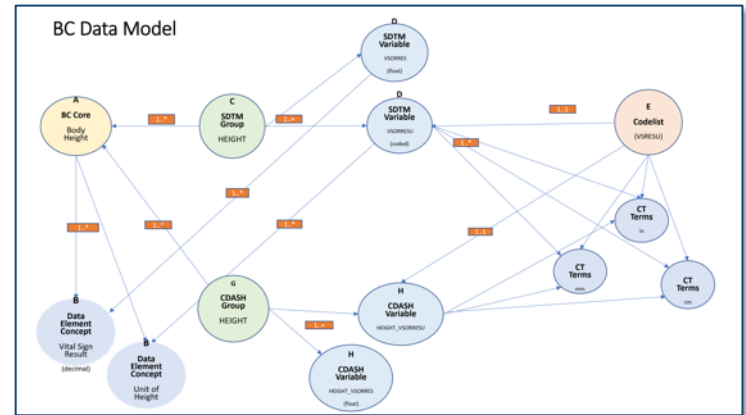 BC Data Model
D
SDTM
Variable
VSORRES
(float)
A
BC Core
Body
Height
1..*
C
SDTM
Group
HEIGHT
1..*
D
SDTM
Variable
VSORRESU
(coded)
1..1
1..*
E
Codelist
(VSRESU)
1..*
1..*
1..*
1..*
1..1
CT
Terms
in
CT
Terms
mm
CT
Terms
cm
G
CDASH
Group
HEIGHT
1..*
H
CDASH
Variable
HEIGHT_VSORRESU
H
CDASH
Variable
HEIGHT_VSORRES
(float)
B
Data
Element
Concept
Vital Sign
Result
(decimal)
B
Data
Element
Concept
Unit of
Height